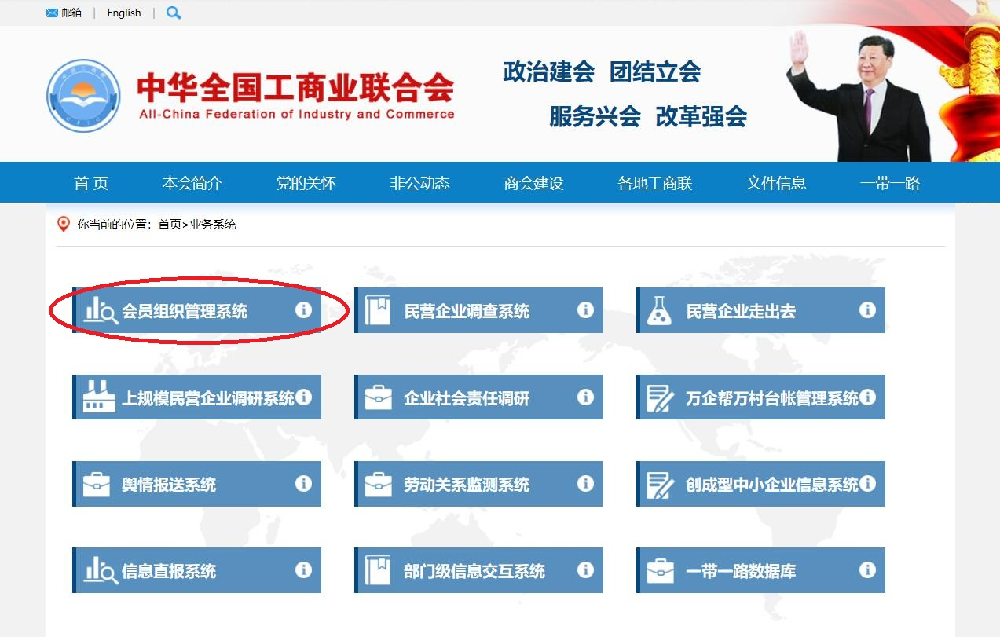 邮箱 | English |
中华全国工商业联合会
All-China Federation of Industry and Commerce
政治建会 团结立会
服务兴会 改革强会
首 页 本会简介 党的关怀 非公动态 商会建设 各地工商联 文件信息 一带一路
你当前的位置：首页>业务系统
会员组织管理系统 民营企业调查系统 民营企业走出去
上规模民营企业调研系统 企业社会责任调研 万企帮万村台帐管理系统
舆情报送系统 劳动关系监测系统 创成型中小企业信息系统
信息直报系统 部门级信息交互系统 一带一路数据库